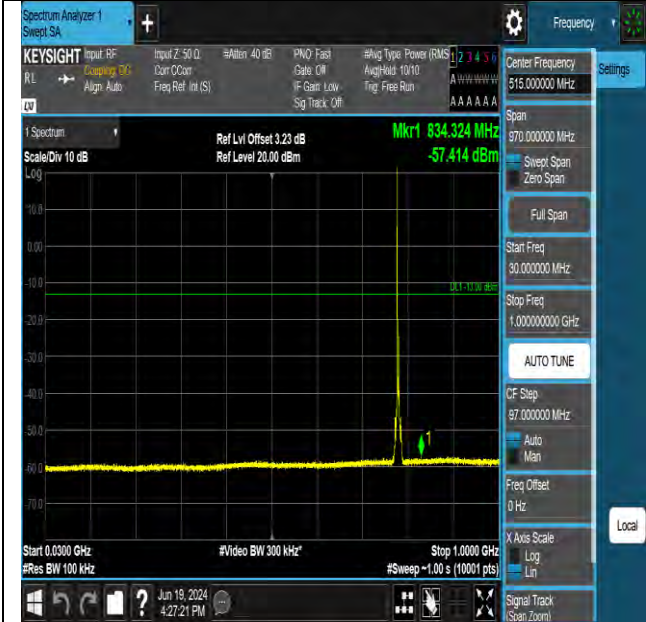 Spectrum Analyzer 1
Swept SA
Frequency
KEYSIGHT
RL
Input: RF
Coupling: DC
Align: Auto
Input Z: 50 Ω
Corr CCorr
Freq Ref: Int (S)
#Atten: 40 dB
PNO: Fast
Gate: Off
IF Gain: Low
Sig Track: Off
#Avg Type: Power (RMS
Avg|Hold: 10/10
Trig: Free Run
1 2 3 4 5 6
A W W W W W
A A A A A A
1 Spectrum
Scale/Div 10 dB
Ref Lvl Offset 3.23 dB
Ref Level 20.00 dBm
Mkr1 834.324 MHz
-57.414 dBm
Log
10.0
0.00
-10.0
-20.0
-30.0
-40.0
-50.0
-60.0
-70.0
DL1 -13.00 dBm
1
Start 0.0300 GHz
#Res BW 100 kHz
#Video BW 300 kHz*
Stop 1.0000 GHz
#Sweep ~1.00 s (10001 pts)
Jun 19, 2024
4:27:21 PM
Center Frequency
515.000000 MHz
Span
970.000000 MHz
Swept Span
Zero Span
Full Span
Start Freq
30.000000 MHz
Stop Freq
1.000000000 GHz
AUTO TUNE
CF Step
97.000000 MHz
Auto
Man
Freq Offset
0 Hz
X Axis Scale
Log
Lin
Signal Track
(Span Zoom)
Settings
Local